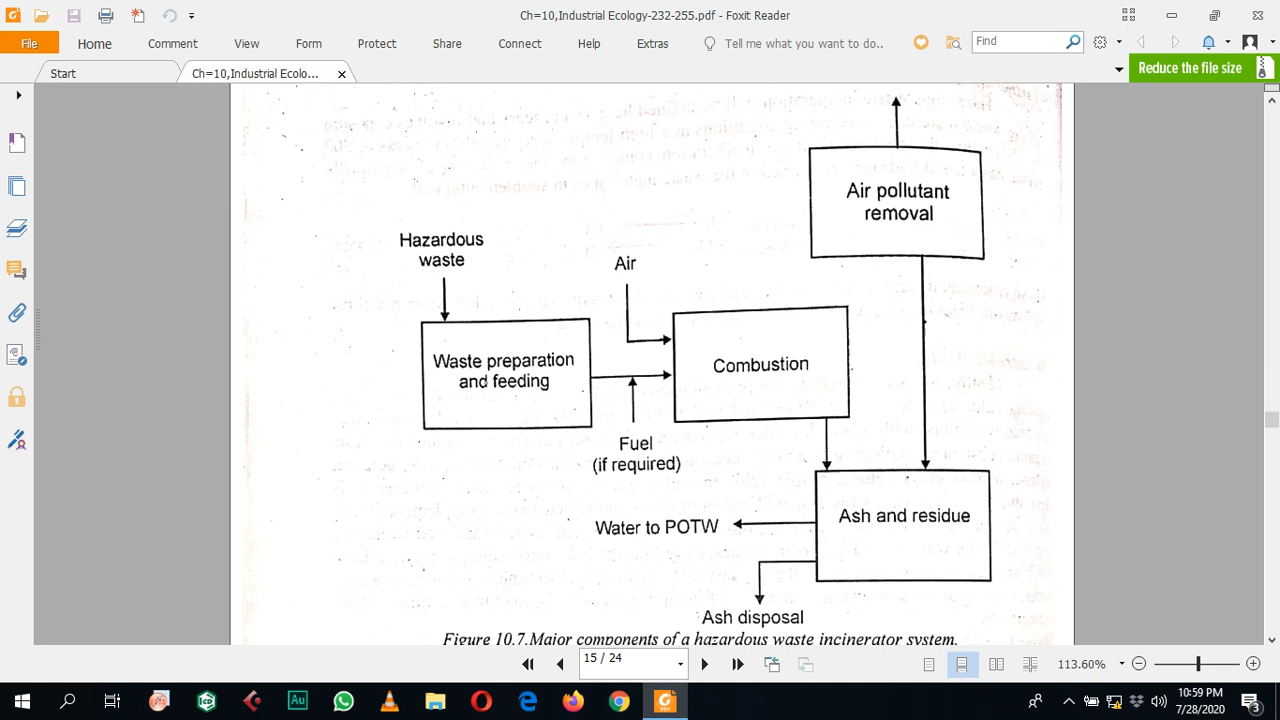 Ch=10,Industrial Ecology-232-255.pdf - Foxit Reader
File
Home
Comment
View
Form
Protect
Share
Connect
Help
Extras
Tell me what you want to do..
Find
Start
Ch=10,Industrial Ecolo...
Reduce the file size
Air pollutant
removal
Hazardous
waste
Air
Waste preparation
and feeding
Combustion
Fuel
(if required)
Ash and residue
Water to POTW
Ash disposal
Figure 10.7.Major components of a hazardous waste incinerator system.
15 / 24
113.60%
Au
10:59 PM
7/28/2020
3